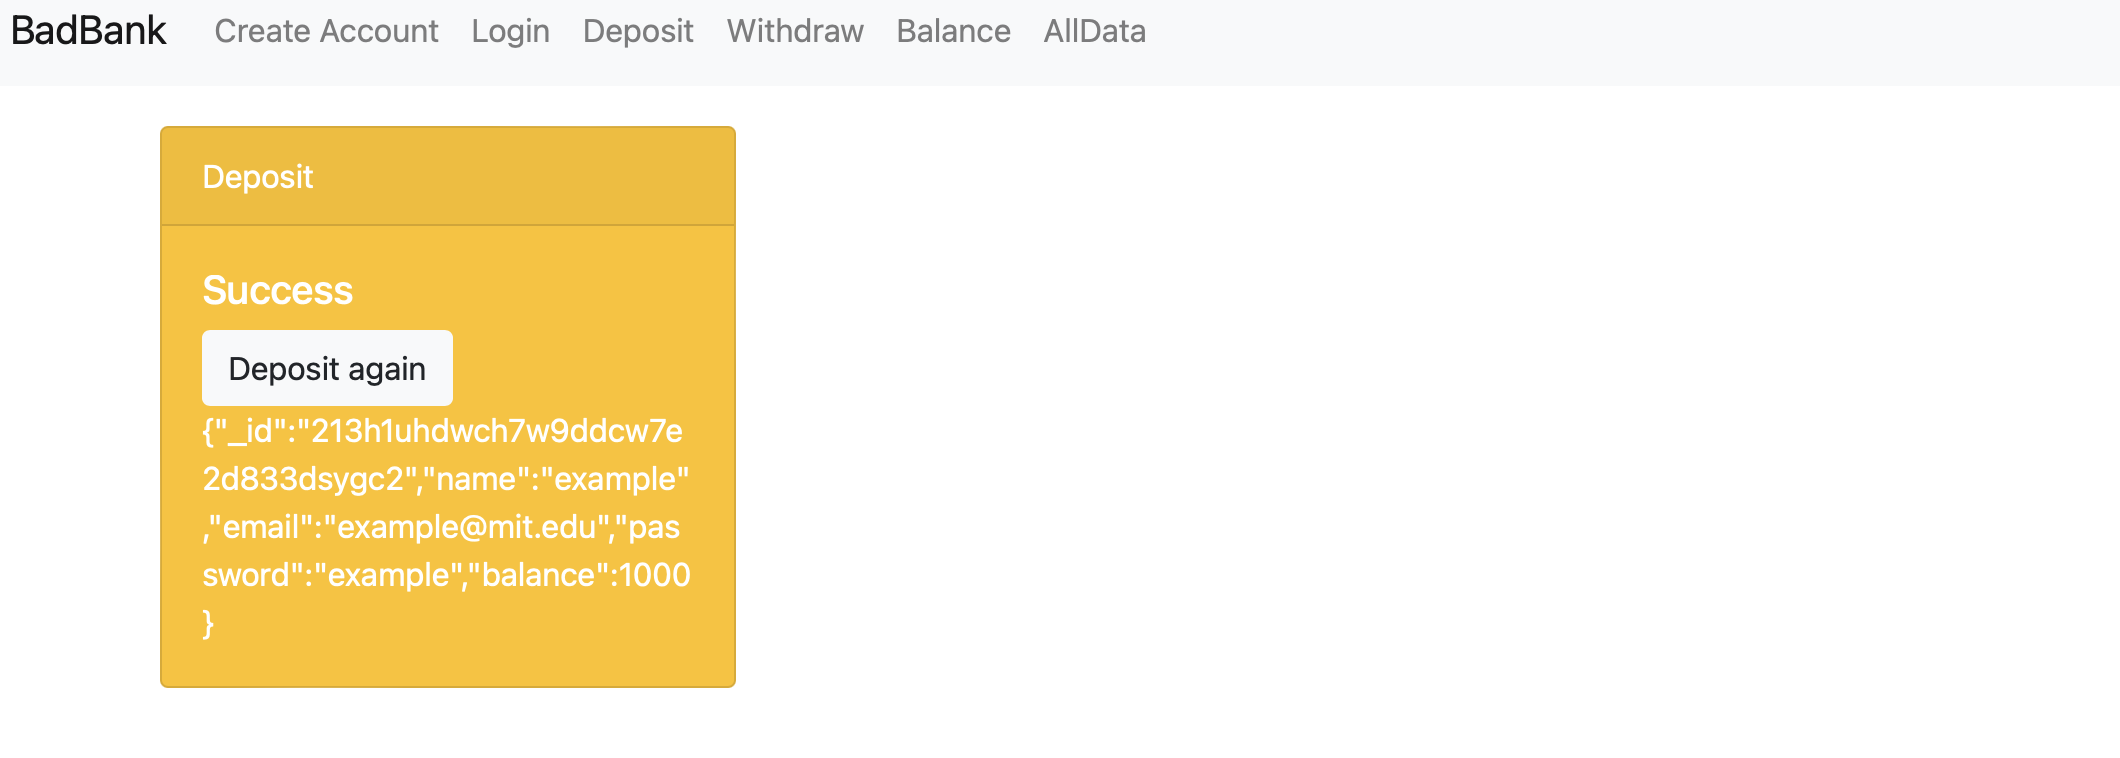 BadBank Create Account Login Deposit Withdraw Balance AllData
Deposit
Success
Deposit again
{"_id":"213h1uhdwch7w9ddcw7e
2d833dsygc2","name":"example"
,"email":"example@mit.edu","pas
sword":"example","balance":1000
}